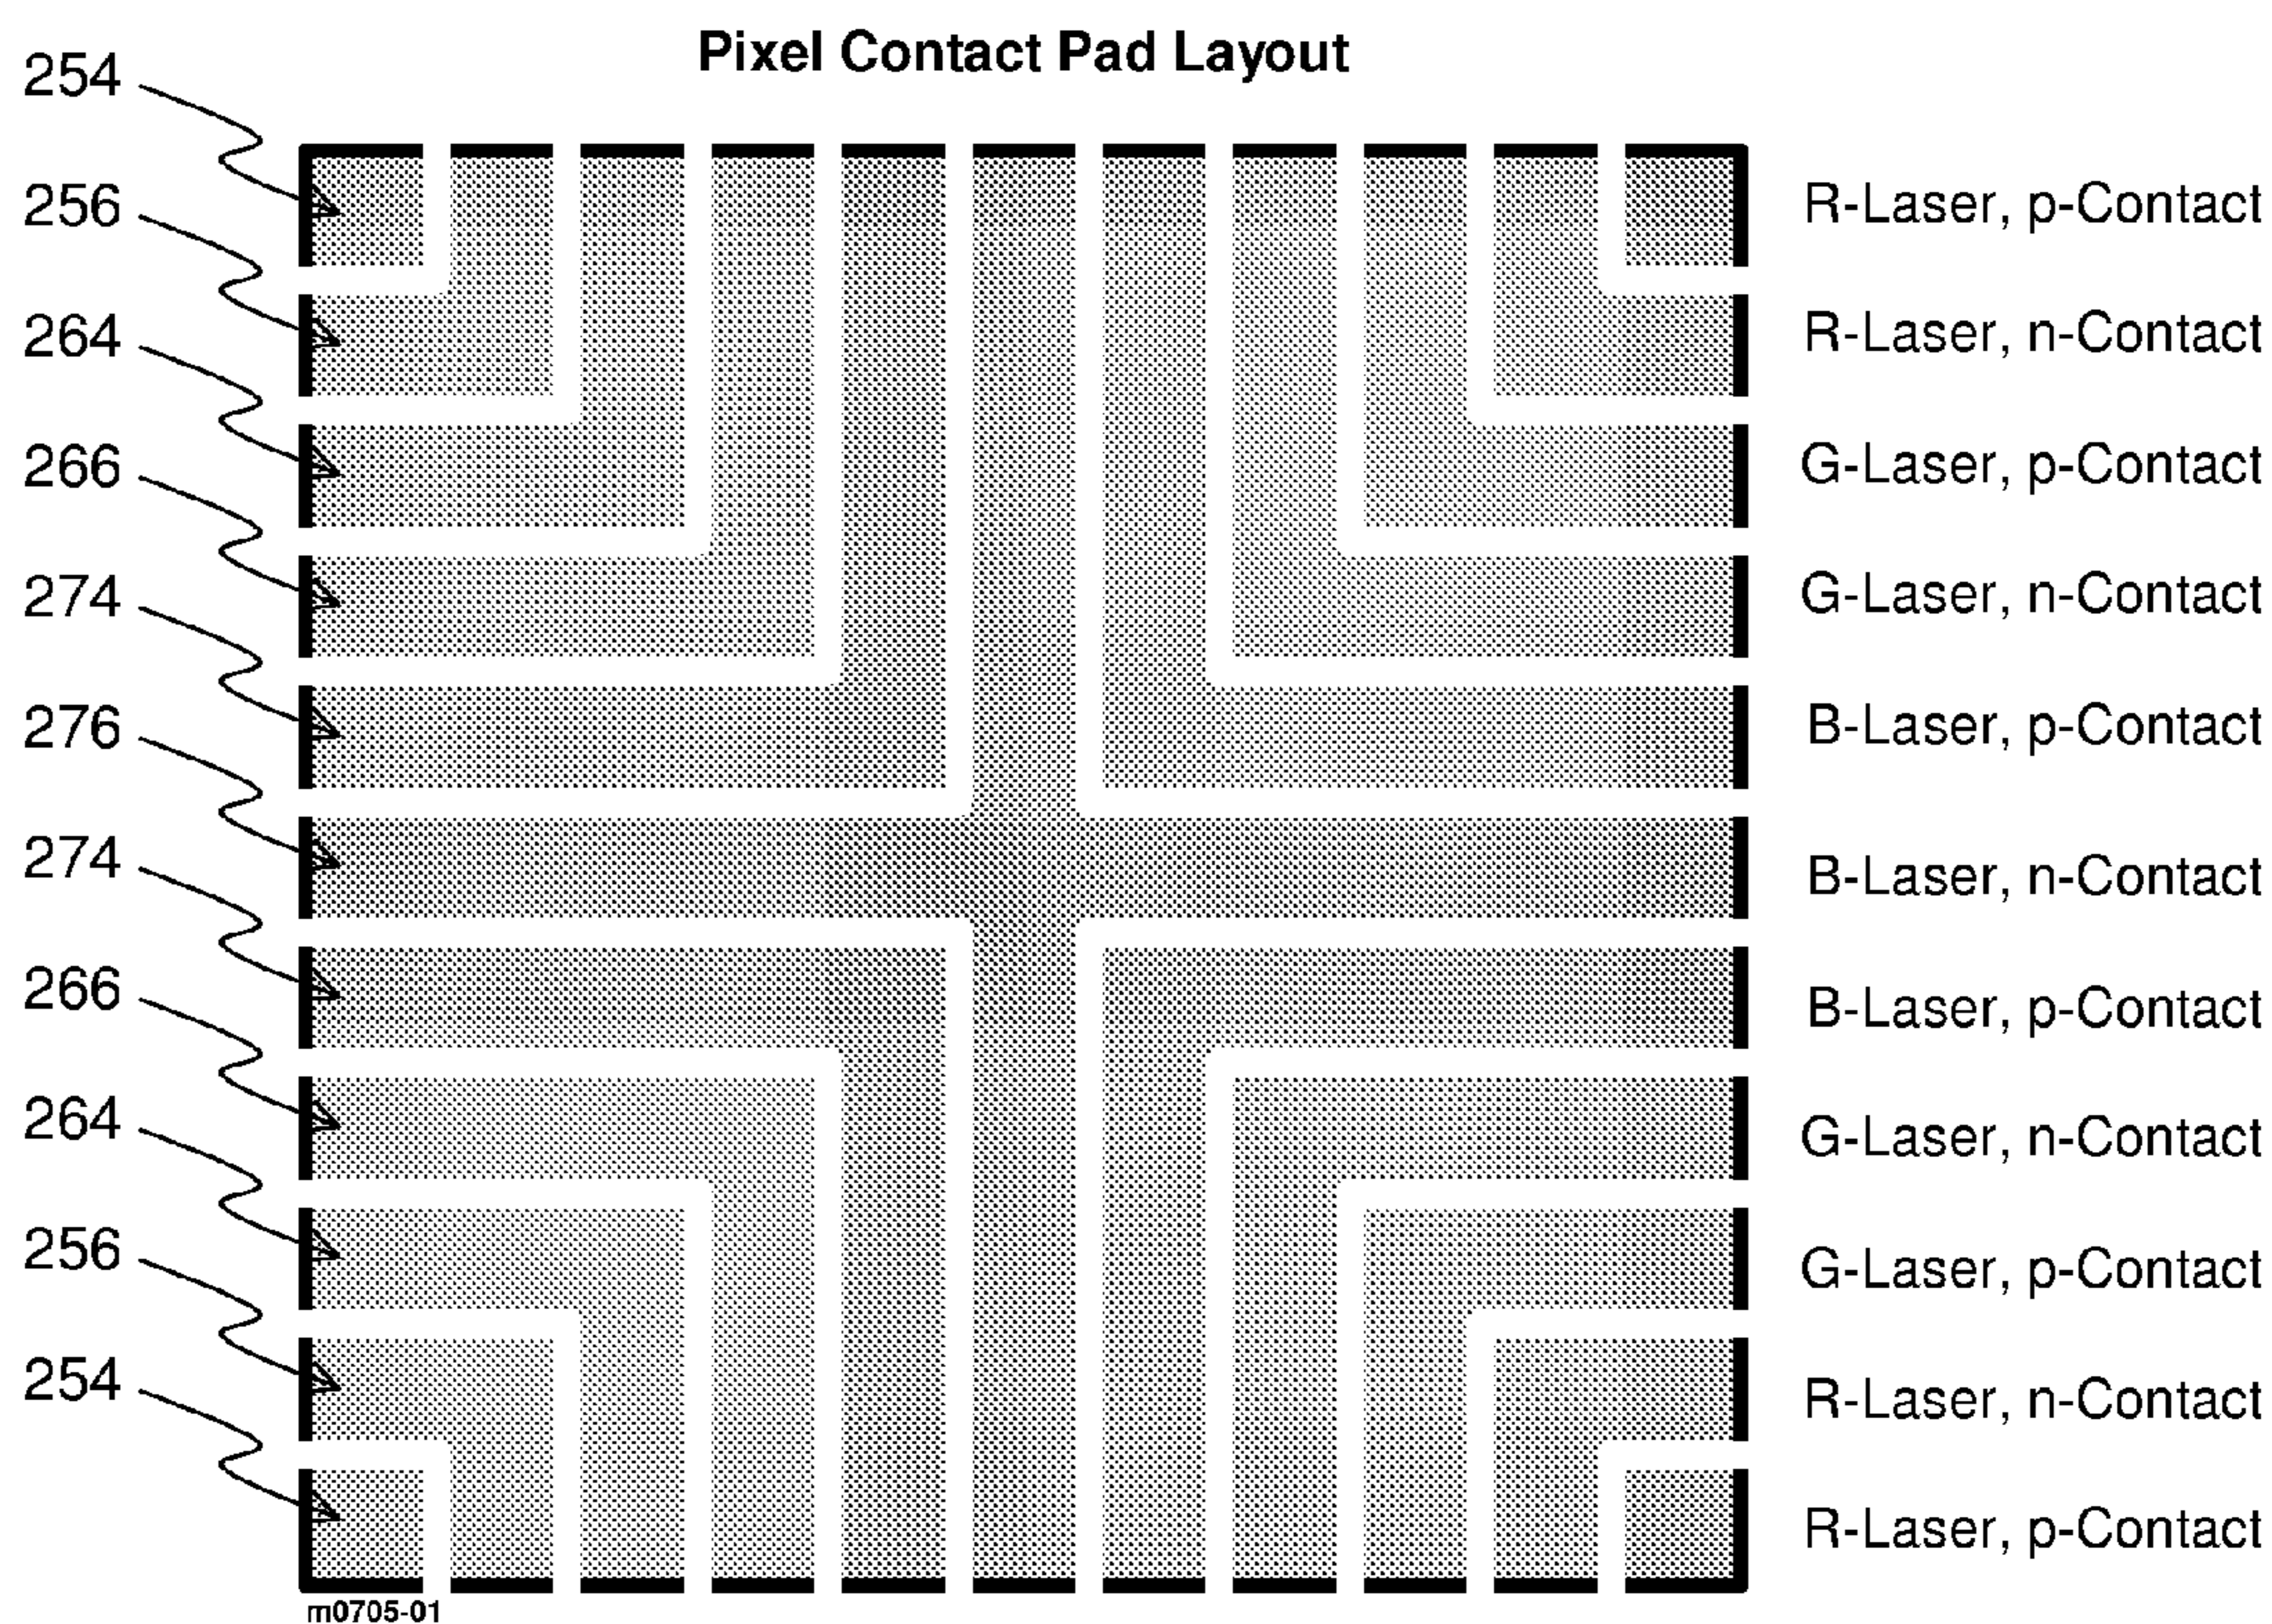 Pixel Contact Pad Layout
254
R-Laser, p-Contact
256
R-Laser, n-Contact
264
G-Laser, p-Contact
266
G-Laser, n-Contact
274
B-Laser, p-Contact
276
B-Laser, n-Contact
274
B-Laser, p-Contact
266
G-Laser, n-Contact
264
G-Laser, p-Contact
256
R-Laser, n-Contact
254
R-Laser, p-Contact
m0705-01